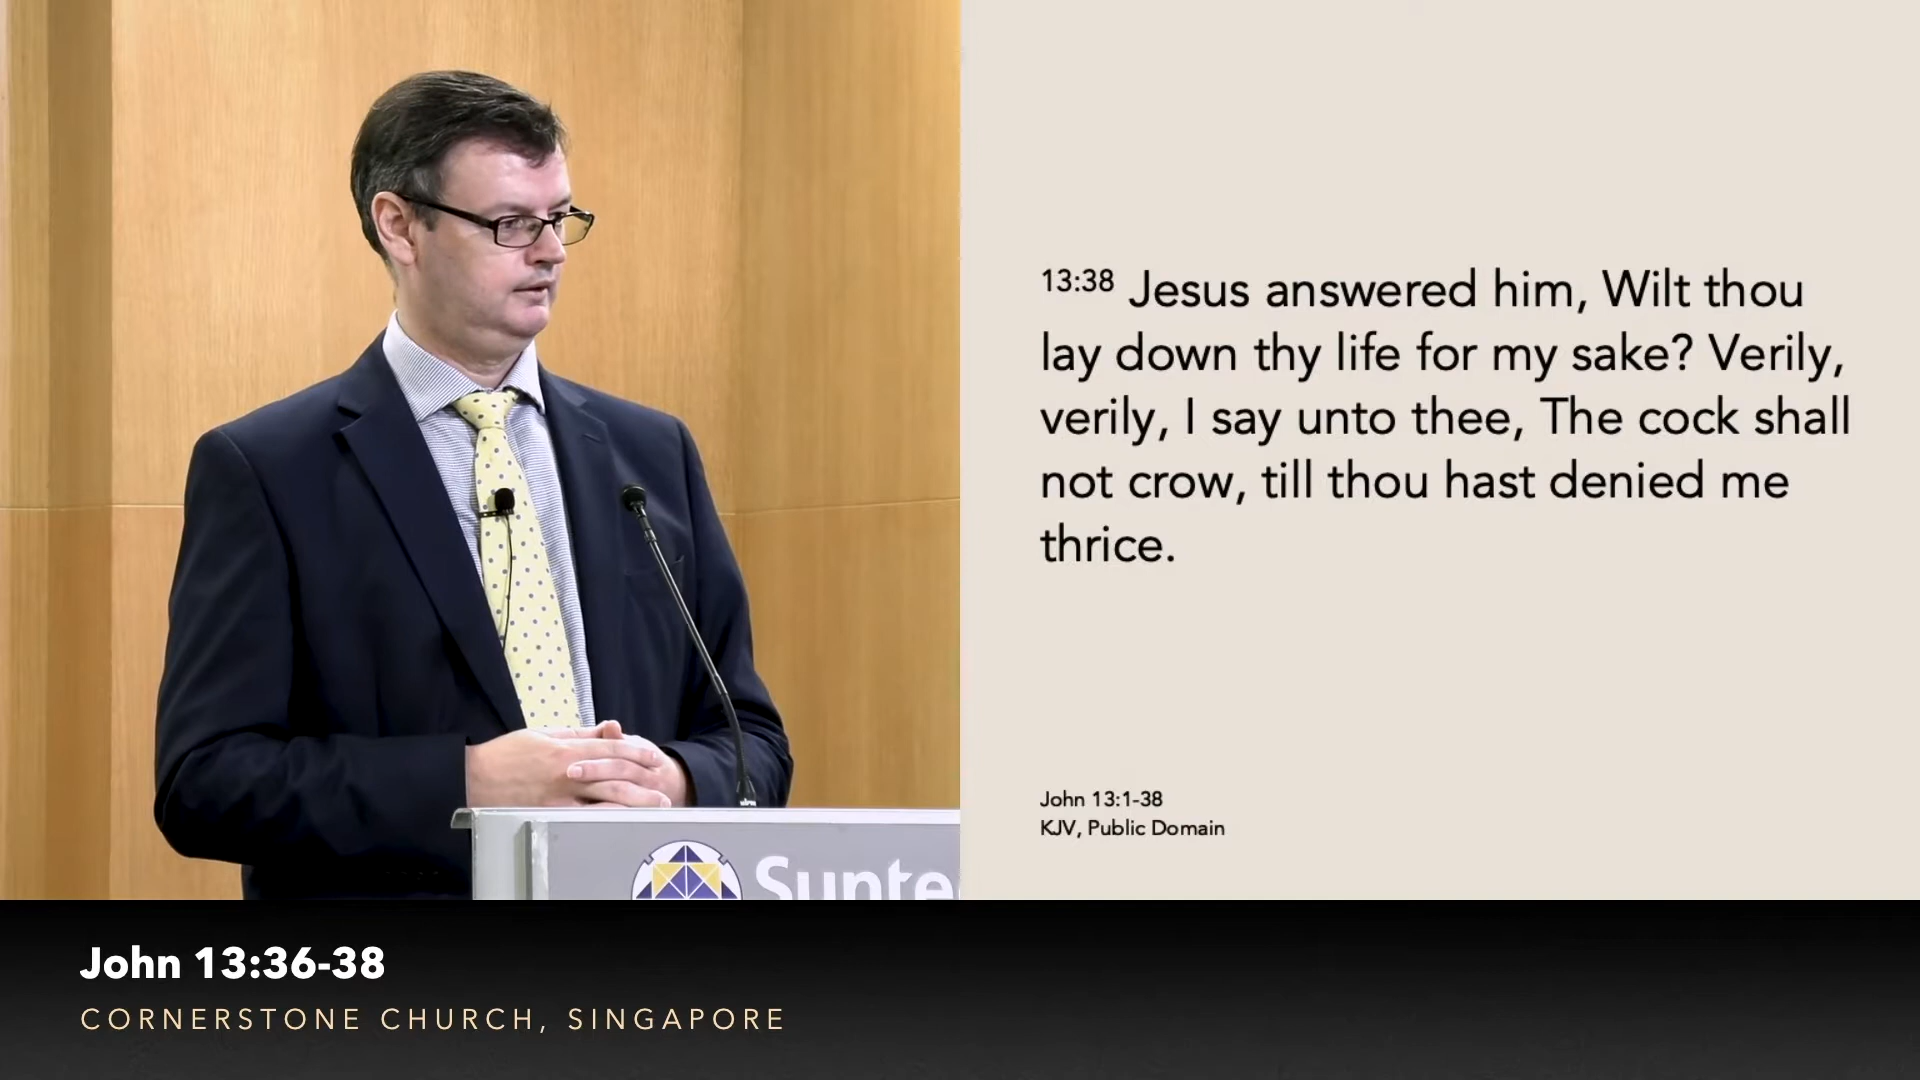 13:38 Jesus answered him, Wilt thou
lay down thy life for my sake? Verily,
verily, I say unto thee, The cock shall
not crow, till thou hast denied me
thrice.
John 13:1-38
KJV, Public Domain
John 13:36-38
CORNERSTONE CHURCH, SINGAPORE